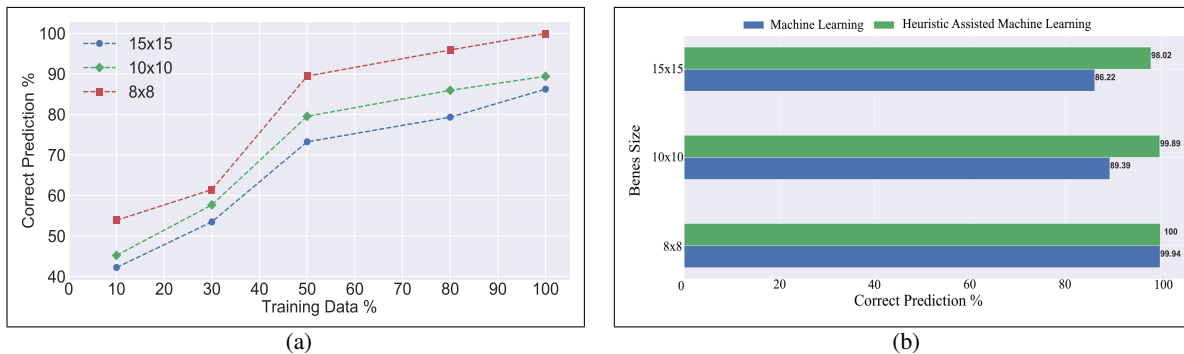 100
90
80
70
60
50
40
Correct Prediction %
15x15
10x10
8x8
0 10 20 30 40 50 60 70 80 90 100
Training Data %
(a)
Machine Learning Heuristic Assisted Machine Learning
Benes Size
15x15
98.02
86.22
10x10
99.89
89.39
8x8
100
99.94
0 20 40 60 80 100
Correct Prediction %
(b)